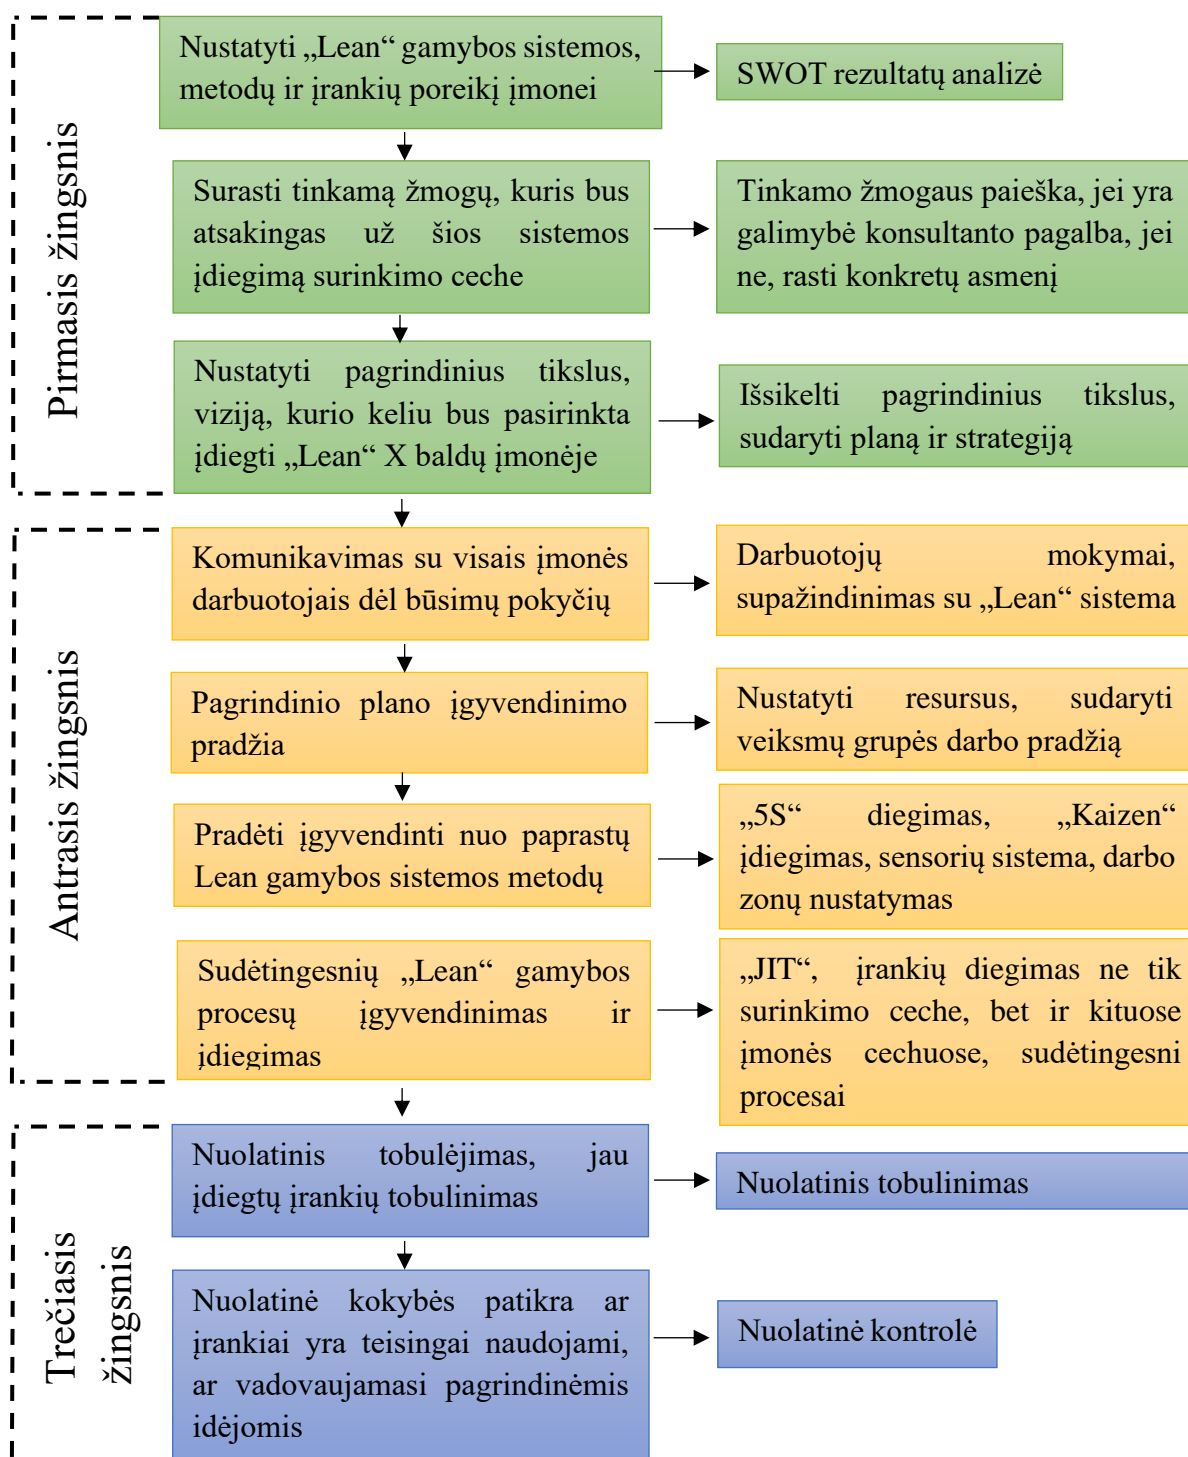 Pirmasis žingsnis
Nustatyti „Lean“ gamybos sistemos,
metodų ir įrankių poreikį įmonei
SWOT rezultatų analizė
Surasti tinkamą žmogų, kuris bus
atsakingas už šios sistemos
įdiegimą surinkimo ceche
Tinkamo žmogaus paieška, jei yra
galimybė konsultanto pagalba, jei
ne, rasti konkretų asmenį
Nustatyti pagrindinius tikslus,
viziją, kurio keliu bus pasirinkta
įdiegti „Lean“ X baldų įmonėje
Išsikelti pagrindinius tikslus,
sudaryti planą ir strategiją
Antrasis žingsnis
Komunikavimas su visais įmonės
darbuotojais dėl būsimų pokyčių
Darbuotojų mokymai,
supažindinimas su „Lean“ sistema
Pagrindinio plano įgyvendinimo
pradžia
Nustatyti resursus, sudaryti
veiksmų grupės darbo pradžią
Pradėti įgyvendinti nuo paprastų
Lean gamybos sistemos metodų
„5S“ diegimas, „Kaizen“
įdiegimas, sensorių sistema, darbo
zonų nustatymas
Sudėtingesnių „Lean“ gamybos
procesų įgyvendinimas ir
įdiegimas
„JIT“, įrankių diegimas ne tik
surinkimo ceche, bet ir kituose
įmonės cechuose, sudėtingesni
procesai
Trečiasis
žingsnis
Nuolatinis tobulėjimas, jau
įdiegtų įrankių tobulinimas
Nuolatinis tobulinimas
Nuolatinė kokybės patikra ar
įrankiai yra teisingai naudojami,
ar vadovaujamasi pagrindinėmis
idėjomis
Nuolatinė kontrolė